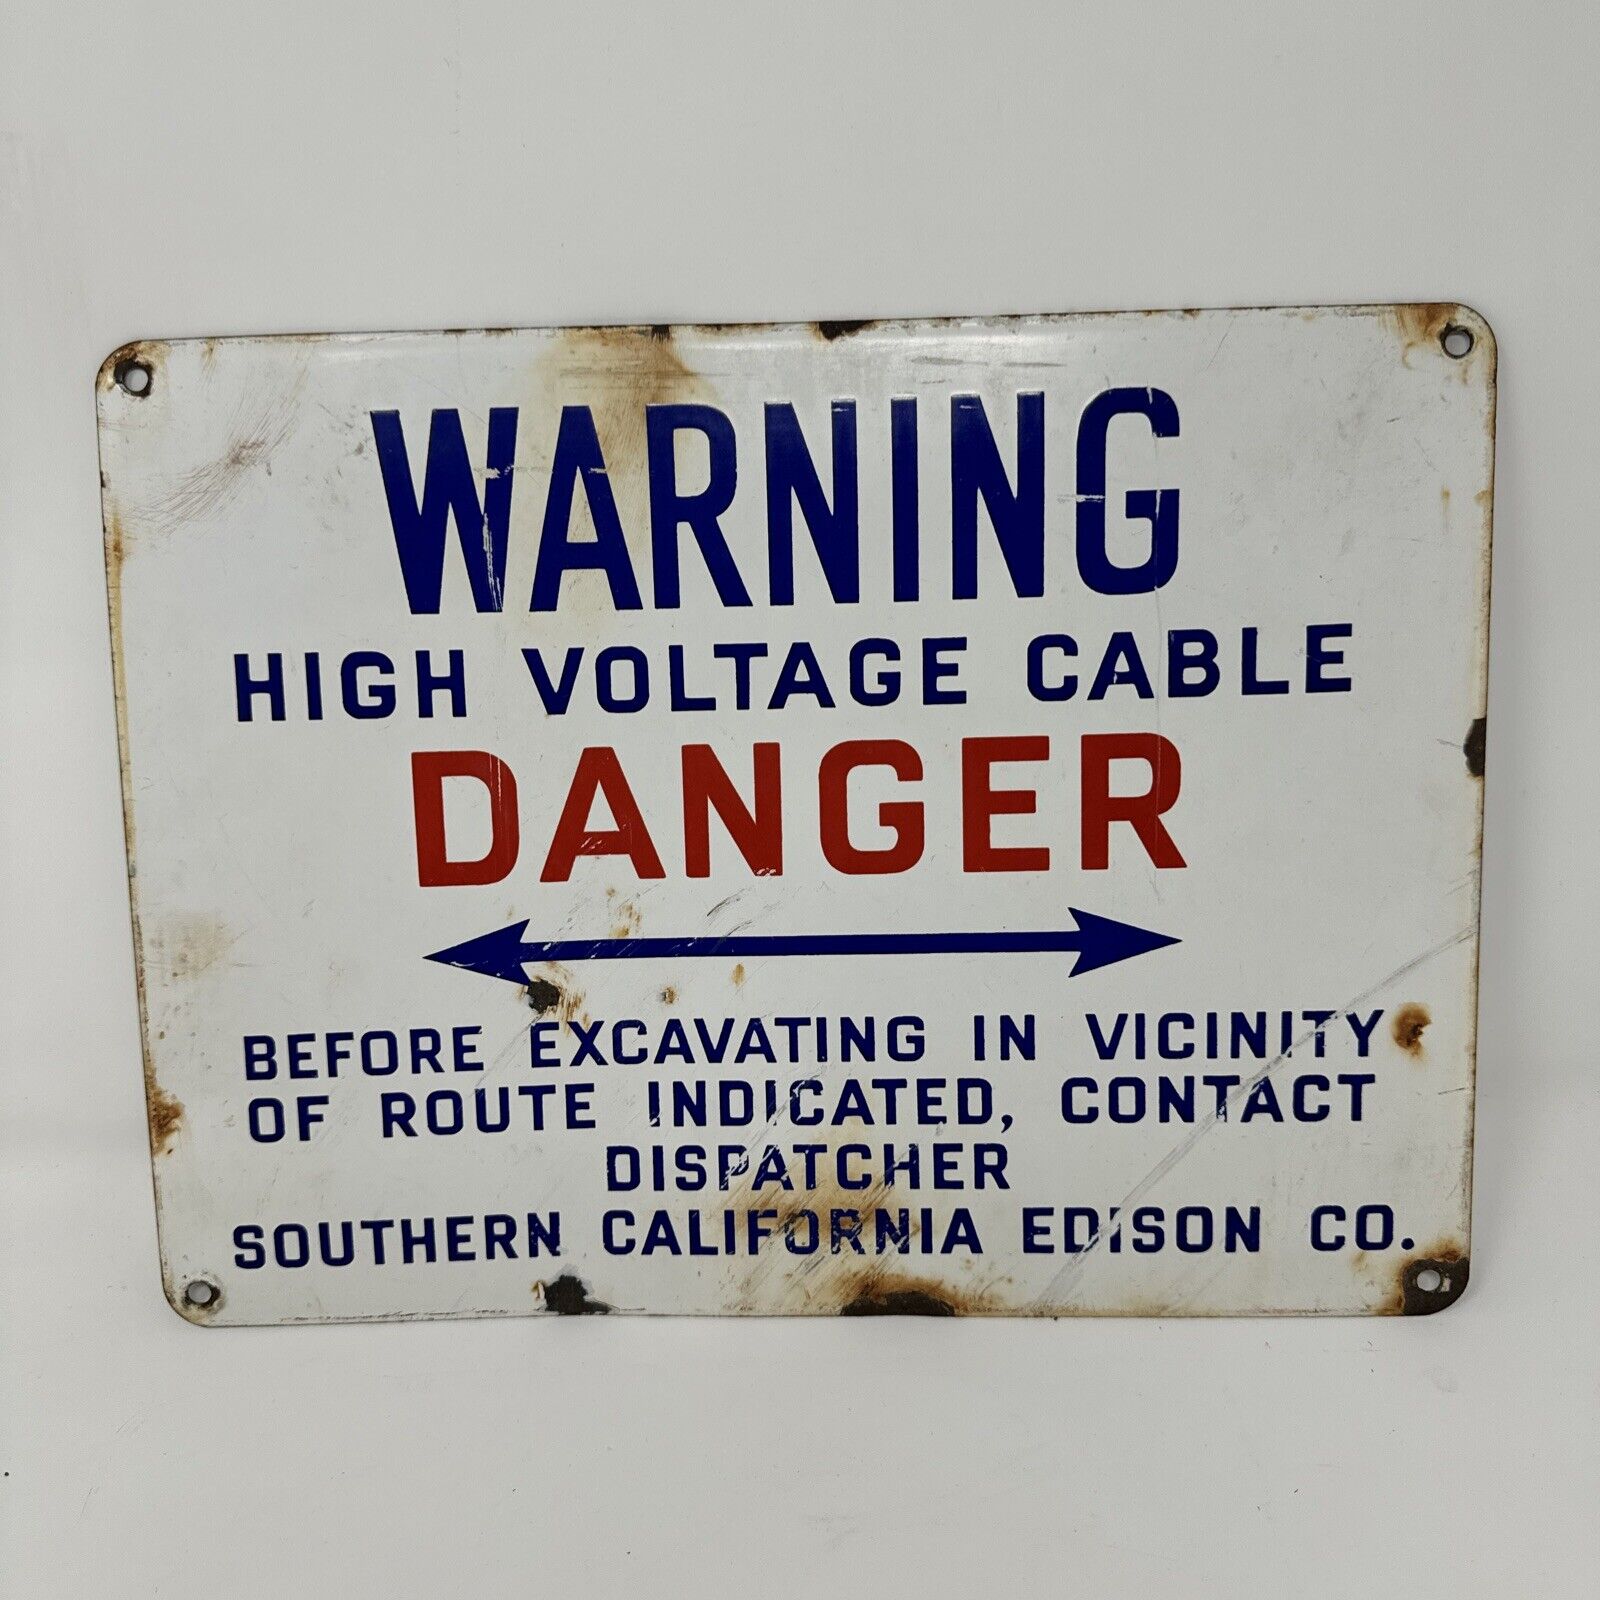 WARNING
HIGH VOLTAGE CABLE
DANGER
BEFORE EXCAVATING IN VICINITY
OF ROUTE INDICATED, CONTACT
DISPATCHER
SOUTHERN CALIFORNIA EDISON CO.